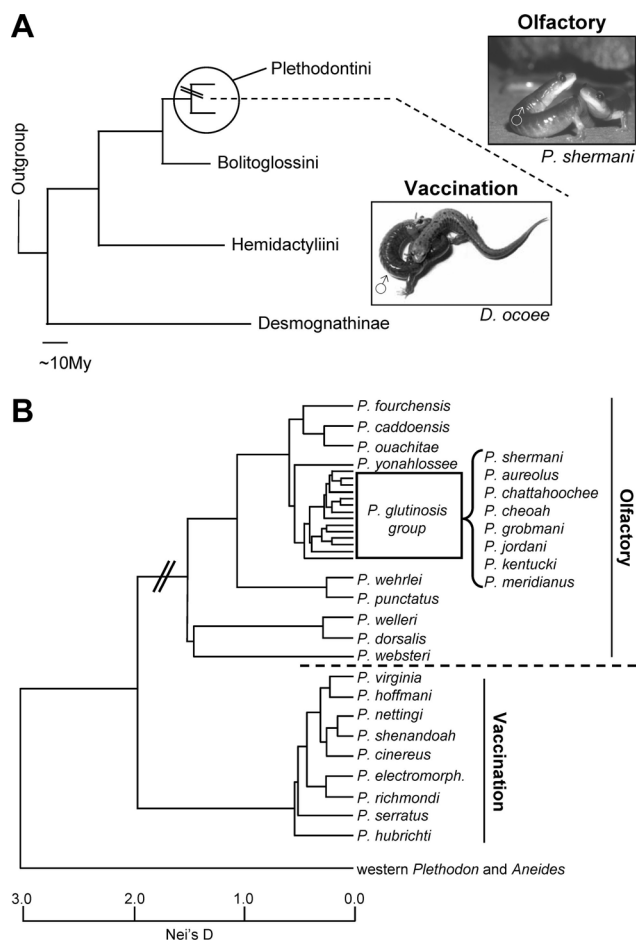 A
Olfactory
Plethodontini
♂
P. shermani
Outgroup
Bolitoglossini
Vaccination
Hemidactyliini
♂
D. ocoee
Desmognathinae
~10My
B
P. fourchensis
P. caddoensis
P. ouachitae
P. yonahlossee
P. glutinosis
group
P. shermani
P. aureolus
P. chattahoochee
P. cheoah
P. grobmani
P. jordani
P. kentucki
P. meridianus
Olfactory
P. wehrlei
P. punctatus
P. welleri
P. dorsalis
P. websteri
P. virginia
P. hoffmani
P. nettingi
P. shenandoah
P. cinereus
P. electromorph.
P. richmondi
P. serratus
P. hubrichti
Vaccination
western Plethodon and Aneides
3.0 2.0 1.0 0.0
Nei's D